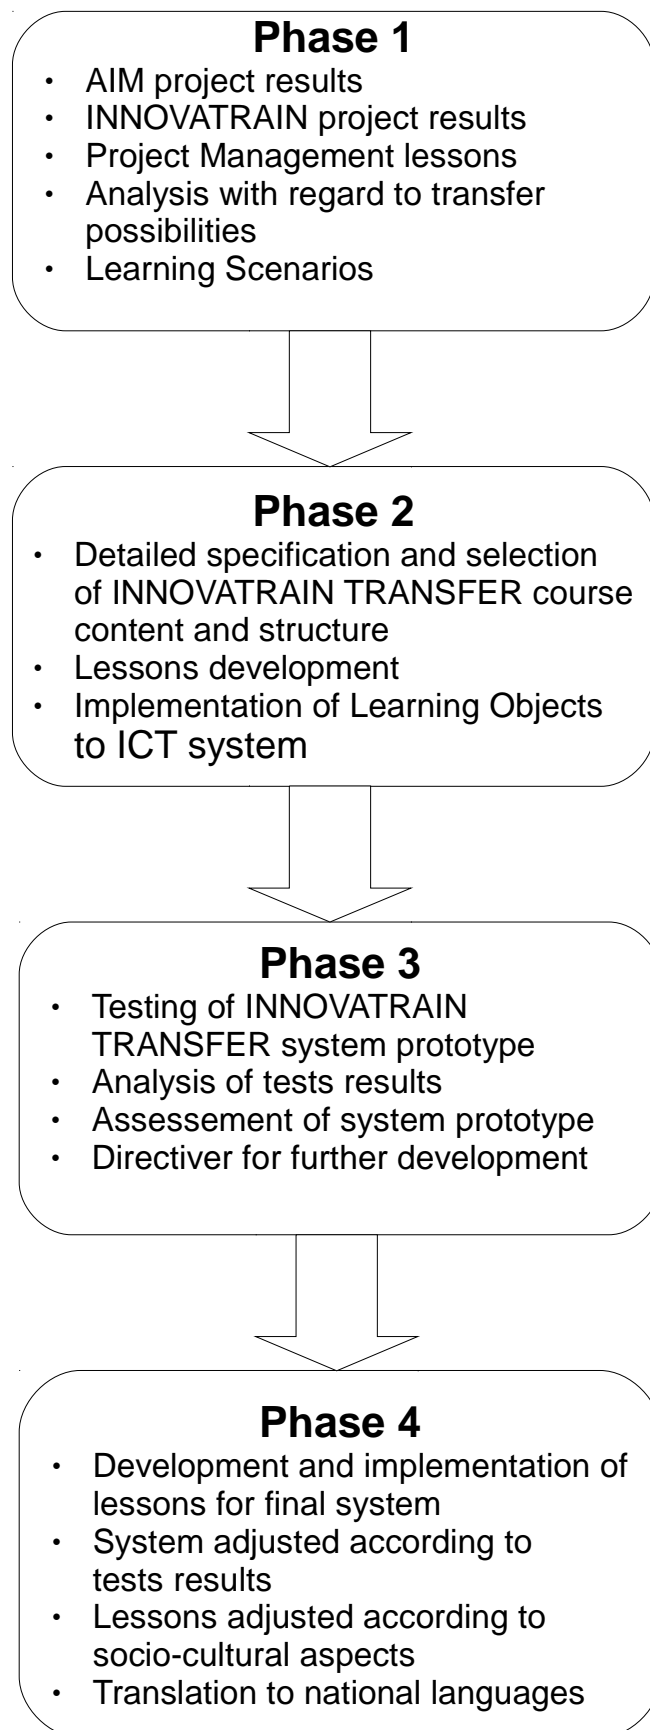 Phase 1
• AIM project results
• INNOVATRAIN project results
• Project Management lessons
• Analysis with regard to transfer
possibilities
• Learning Scenarios
Phase 2
• Detailed specification and selection
of INNOVATRAIN TRANSFER course
content and structure
• Lessons development
• Implementation of Learning Objects
to ICT system
Phase 3
• Testing of INNOVATRAIN
TRANSFER system prototype
• Analysis of tests results
• Assessement of system prototype
• Directiver for further development
Phase 4
• Development and implementation of
lessons for final system
• System adjusted according to
tests results
• Lessons adjusted according to
socio-cultural aspects
• Translation to national languages